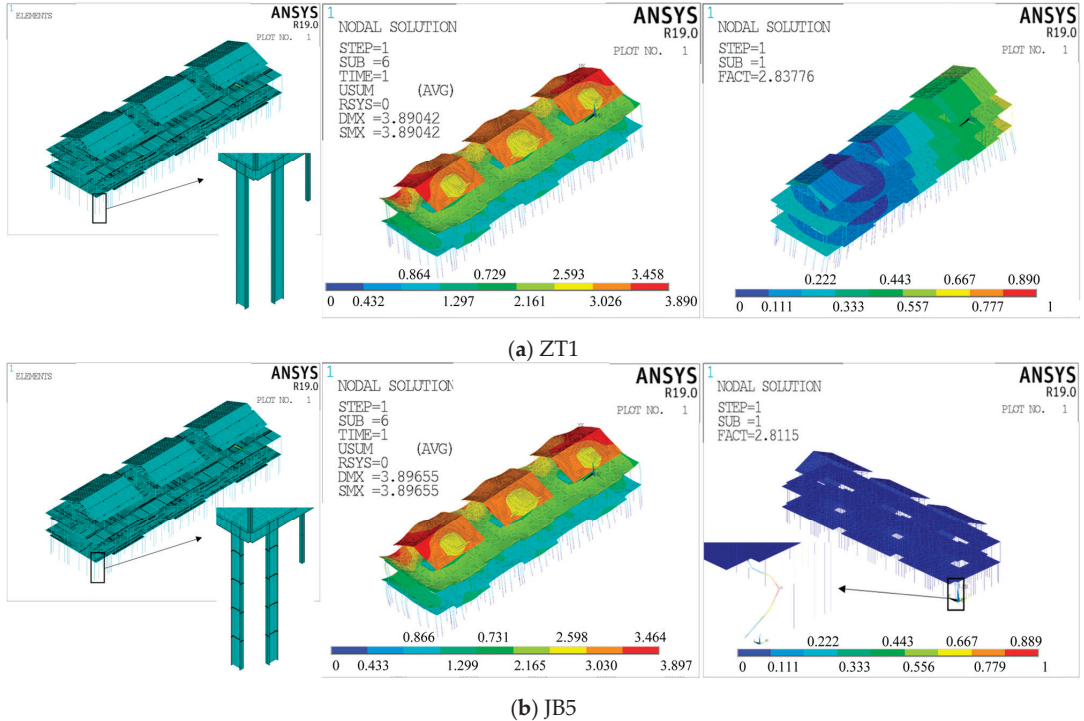 1
ELEMENTS
ANSYS
R19.0
PLOT NO. 1
1
NODAL SOLUTION
STEP=1
SUB =6
TIME=1
USUM (AVG)
RSYS=0
DMX =3.89042
SMX =3.89042
ANSYS
R19.0
PLOT NO. 1
0.864 0.729 2.593 3.458
0 0.432 1.297 2.161 3.026 3.890
1
NODAL SOLUTION
STEP=1
SUB =1
FACT=2.83776
ANSYS
R19.0
PLOT NO. 1
0.222 0.443 0.667 0.890
0 0.111 0.333 0.557 0.777 1
(a) ZT1
1
ELEMENTS
ANSYS
R19.0
PLOT NO. 1
1
NODAL SOLUTION
STEP=1
SUB =6
TIME=1
USUM (AVG)
RSYS=0
DMX =3.89655
SMX =3.89655
ANSYS
R19.0
PLOT NO. 1
0.866 0.731 2.598 3.464
0 0.433 1.299 2.165 3.030 3.897
1
NODAL SOLUTION
STEP=1
SUB =1
FACT=2.8115
ANSYS
R19.0
PLOT NO. 1
0.222 0.443 0.667 0.889
0 0.111 0.333 0.556 0.779 1
(b) JB5